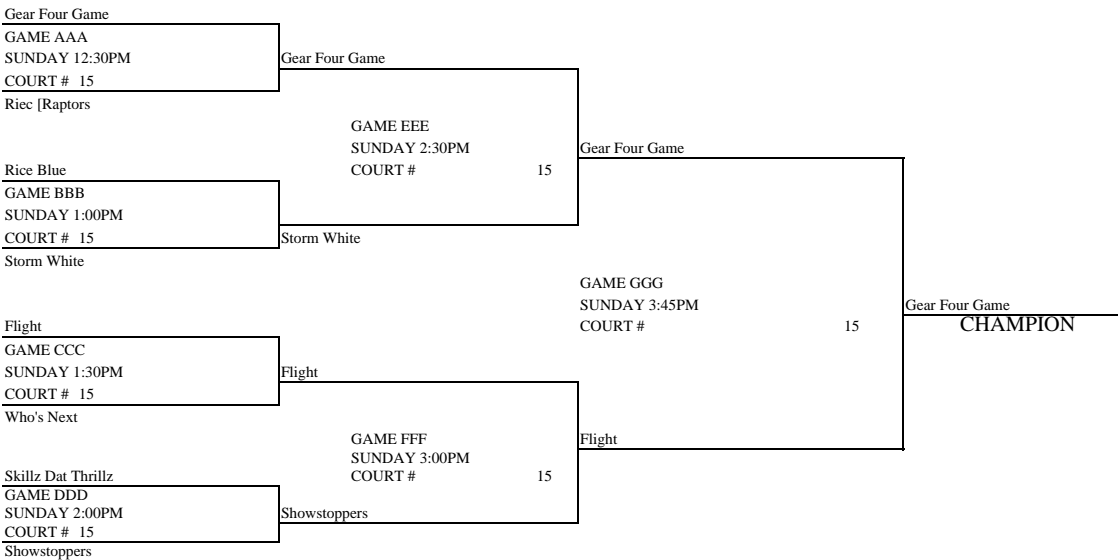 Gear Four Game
GAME AAA
SUNDAY 12:30PM
COURT # 15
Riec [Raptors
Gear Four Game
GAME EEE
SUNDAY 2:30PM
COURT # 15
Rice Blue
GAME BBB
SUNDAY 1:00PM
COURT # 15
Storm White
Storm White
Gear Four Game
GAME GGG
SUNDAY 3:45PM
COURT # 15
Gear Four Game
CHAMPION
Flight
GAME CCC
SUNDAY 1:30PM
COURT # 15
Who's Next
Flight
GAME FFF
SUNDAY 3:00PM
COURT # 15
Flight
Skillz Dat Thrillz
GAME DDD
SUNDAY 2:00PM
COURT # 15
Showstoppers
Showstoppers